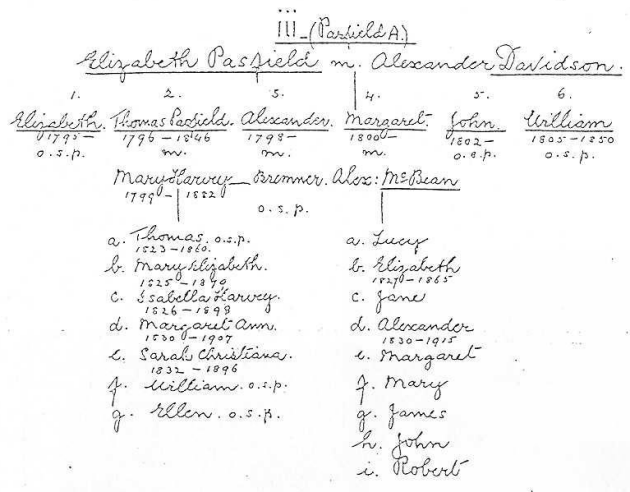 iii - (Pasfield A.)
Elizabeth Pasfield m. Alexander Davidson.
1. 2. 3. 4. 5. 6.
Elizabeth. Thomas Pasfield. Alexander. Margaret. John. William
1795- 1796-1846 1798- 1800- 1802- 1805-1850
o.s.p. m. m. m. o.s.p. o.s.p.
Mary Harvey - Bremner. Alex: McBean
1799-1882 o.s.p.
a. Thomas. o.s.p.
1823-1860.
b. Mary Elizabeth.
1825-1870
c. Isabella Harvey.
1826-1898
d. Margaret Ann.
1830-1907
e. Sarah Christiana.
1832-1896
f. William. o.s.p.
g. Ellen. o.s.p.
a. Lucy
b. Elizabeth
1827-1865
c. Jane
d. Alexander
1830-1915
e. Margaret
f. Mary
g. James
h. John
i. Robert